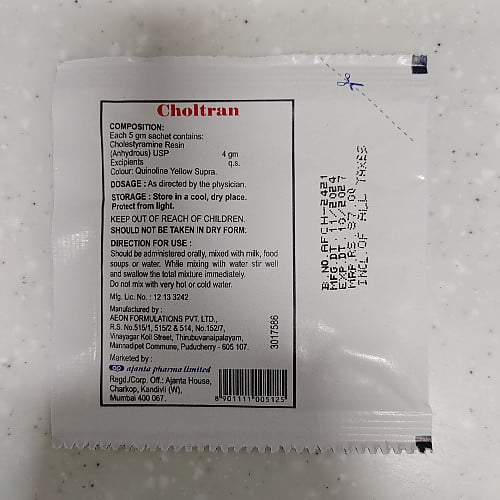 Choltran
COMPOSITION:
Each 5 gm sachet contains:
Cholestyramine Resin
(Anhydrous) USP 4 gm
Excipients q.s.
Colour: Quinoline Yellow Supra.
DOSAGE : As directed by the physician.
STORAGE : Store in a cool, dry place.
Protect from light.
KEEP OUT OF REACH OF CHILDREN.
SHOULD NOT BE TAKEN IN DRY FORM.
DIRECTION FOR USE :
Should be administered orally, mixed with milk, food
soups or water. While mixing with water stir well
and swallow the total mixture immediately.
Do not mix with very hot or cold water.
Mfg. Lic. No. : 12 13 3242
Manufactured by :
AEON FORMULATIONS PVT. LTD.,
R.S. No.515/1, 515/2 & 514, No.152/7,
Vinayagar Koil Street, Thirubuvanaipalayam,
Mannadipet Commune, Puducherry - 605 107.
3017586
Marketed by :
ajanta pharma limited
Regd./Corp. Off.: Ajanta House,
Charkop, Kandivli (W),
Mumbai 400 067.
8 901111 005125
B.NO.AFCH-2421
MFG.DT. 11/2024
EXP.DT. 10/2027
MRP.RS. 87.00
INCL.OF ALL TAXES